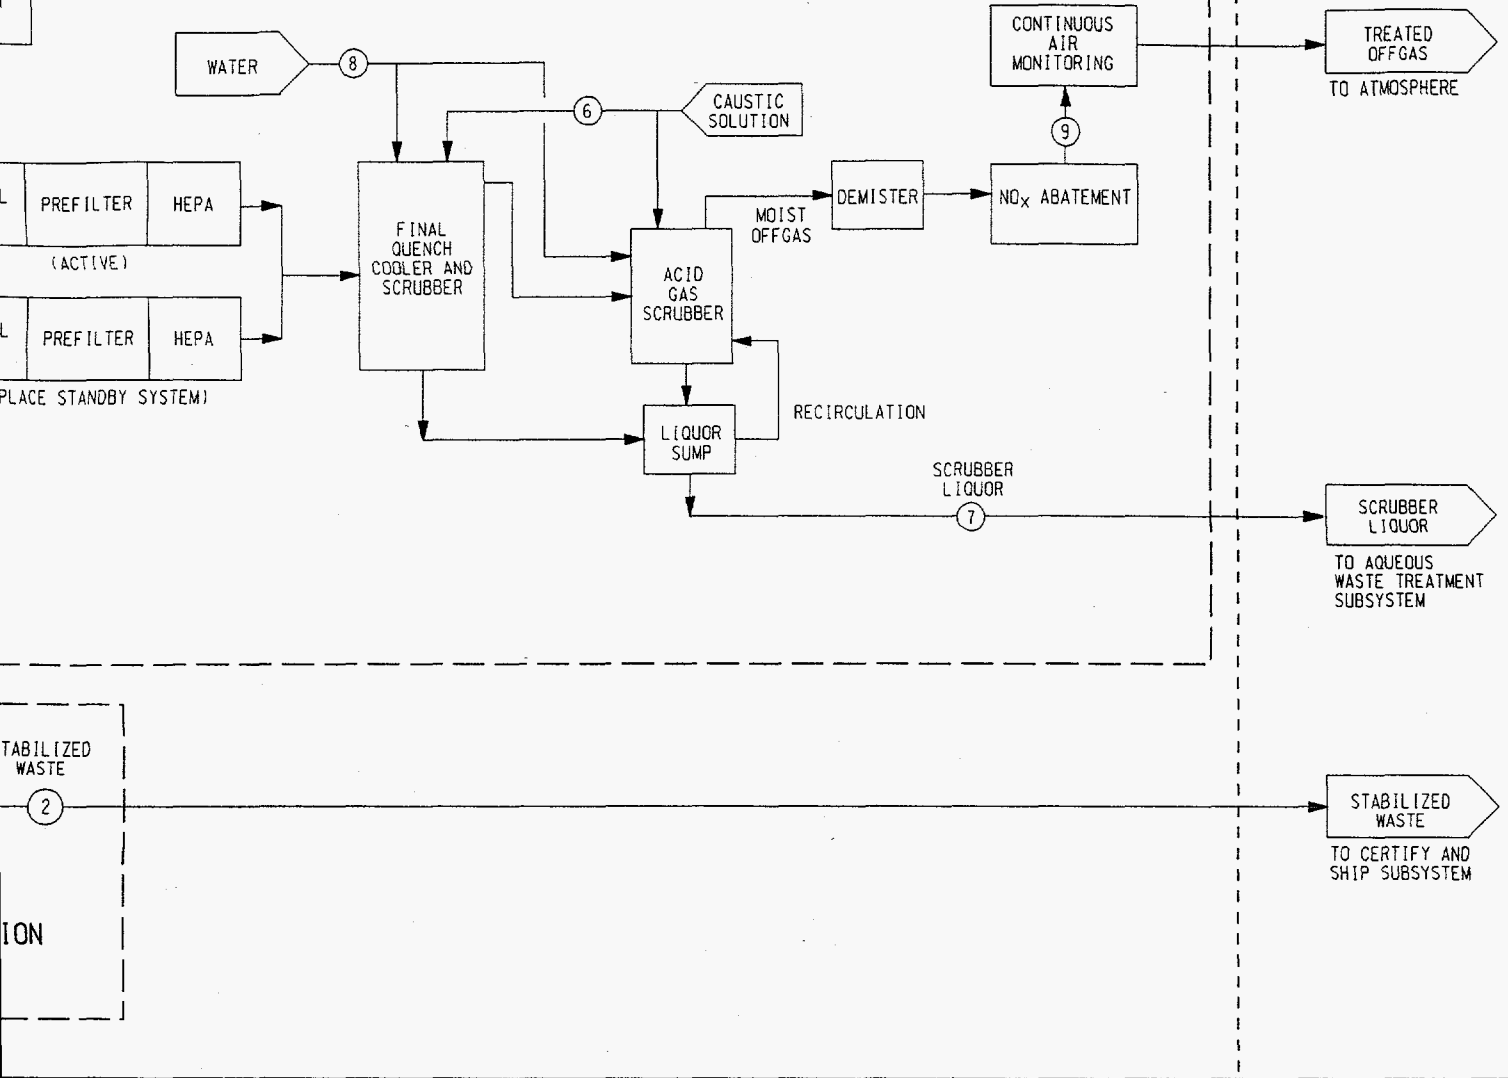 CONTINUOUS
AIR
MONITORING
TREATED
OFFGAS
TO ATMOSPHERE
WATER
8
6
CAUSTIC
SOLUTION
9
L
PREFILTER
HEPA
(ACTIVE)
FINAL
QUENCH
COOLER AND
SCRUBBER
MOIST
OFFGAS
DEMISTER
NOx ABATEMENT
ACID
GAS
SCRUBBER
L
PREFILTER
HEPA
PLACE STANDBY SYSTEM)
RECIRCULATION
LIQUOR
SUMP
SCRUBBER
LIQUOR
7
SCRUBBER
LIQUOR
TO AQUEOUS
WASTE TREATMENT
SUBSYSTEM
TABILIZED
WASTE
2
STABILIZED
WASTE
TO CERTIFY AND
SHIP SUBSYSTEM
ION